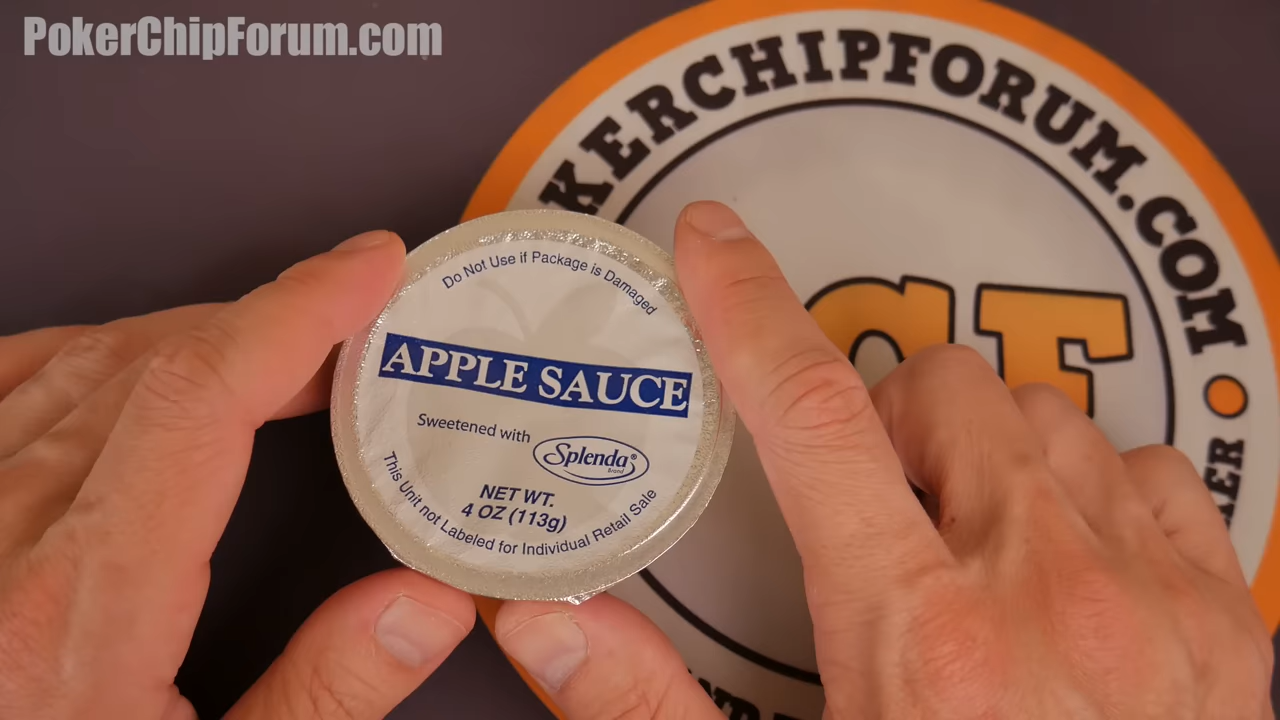 PokerChipForum.com
KERCHIPFORUM.COM
Do Not Use if Package is Damaged
APPLE SAUCE
Sweetened with
Splenda®
Brand
NET WT.
4 OZ (113g)
This Unit not Labeled for Individual Retail Sale